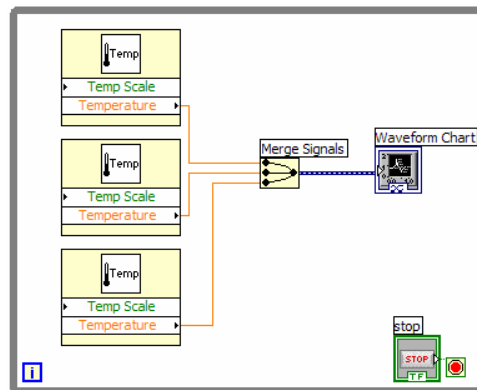 Temp
Temp Scale
Temperature
Temp
Temp Scale
Temperature
Temp
Temp Scale
Temperature
Merge Signals
Waveform Chart
stop
STOP
TF
i